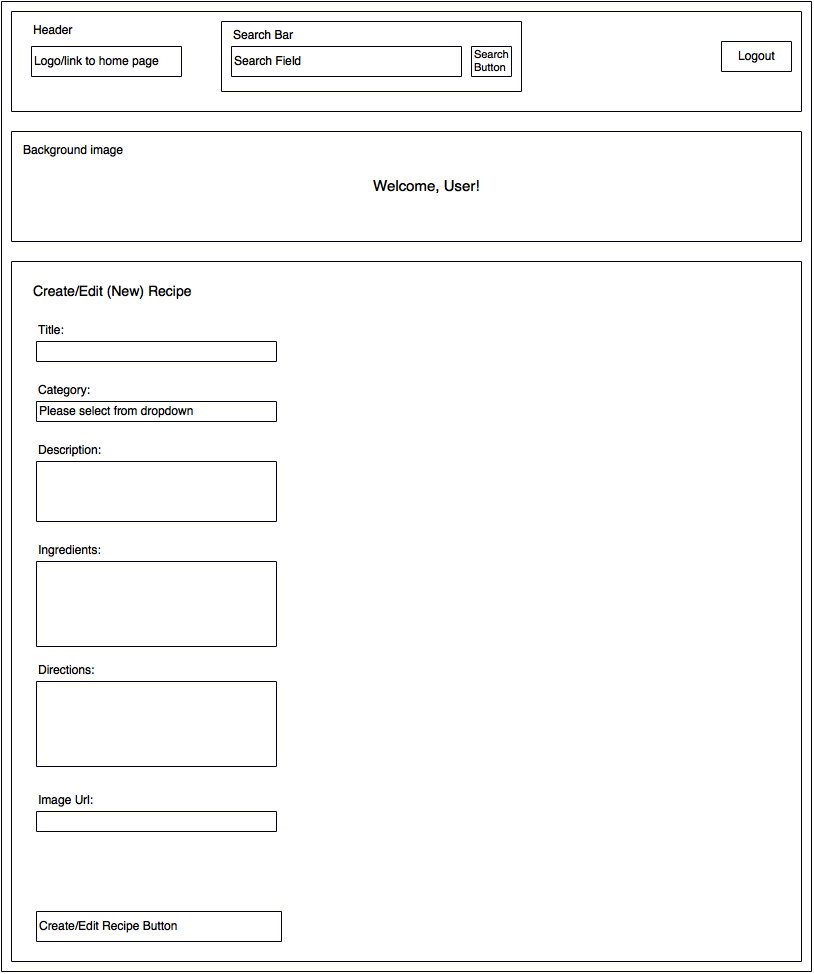 Header
Logo/link to home page
Search Bar
Search Field
Search
Button
Logout
Background image
Welcome, User!
Create/Edit (New) Recipe
Title:
Category:
Please select from dropdown
Description:
Ingredients:
Directions:
Image Url:
Create/Edit Recipe Button